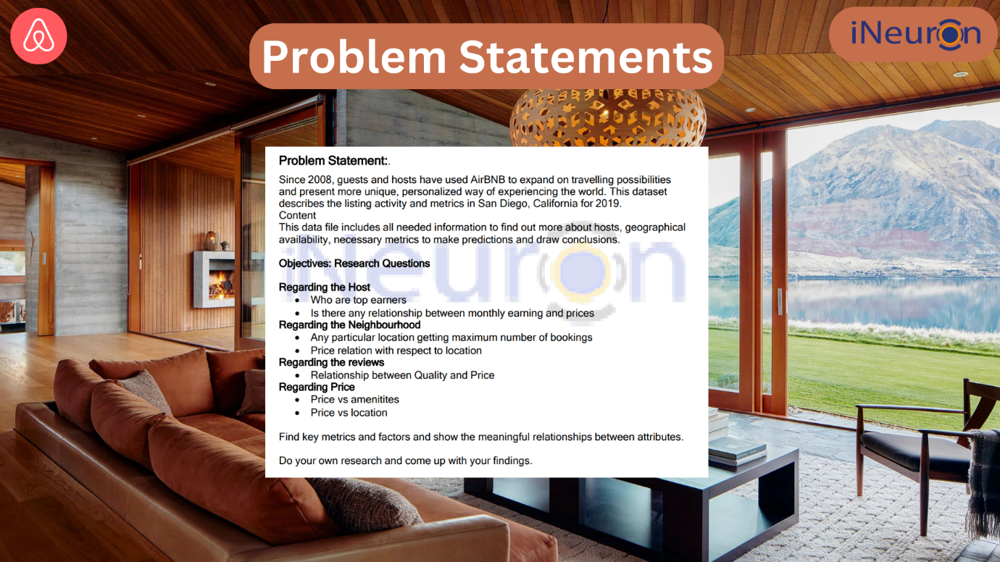 iNeuron
Problem Statements
Problem Statement:.
Since 2008, guests and hosts have used AirBNB to expand on travelling possibilities
and present more unique, personalized way of experiencing the world. This dataset
describes the listing activity and metrics in San Diego, California for 2019.
Content
This data file includes all needed information to find out more about hosts, geographical
availability, necessary metrics to make predictions and draw conclusions.
iNeuron
Objectives: Research Questions
Regarding the Host
• Who are top earners
• Is there any relationship between monthly earning and prices
Regarding the Neighbourhood
• Any particular location getting maximum number of bookings
• Price relation with respect to location
Regarding the reviews
• Relationship between Quality and Price
Regarding Price
• Price vs amenitites
• Price vs location
Find key metrics and factors and show the meaningful relationships between attributes.
Do your own research and come up with your findings.